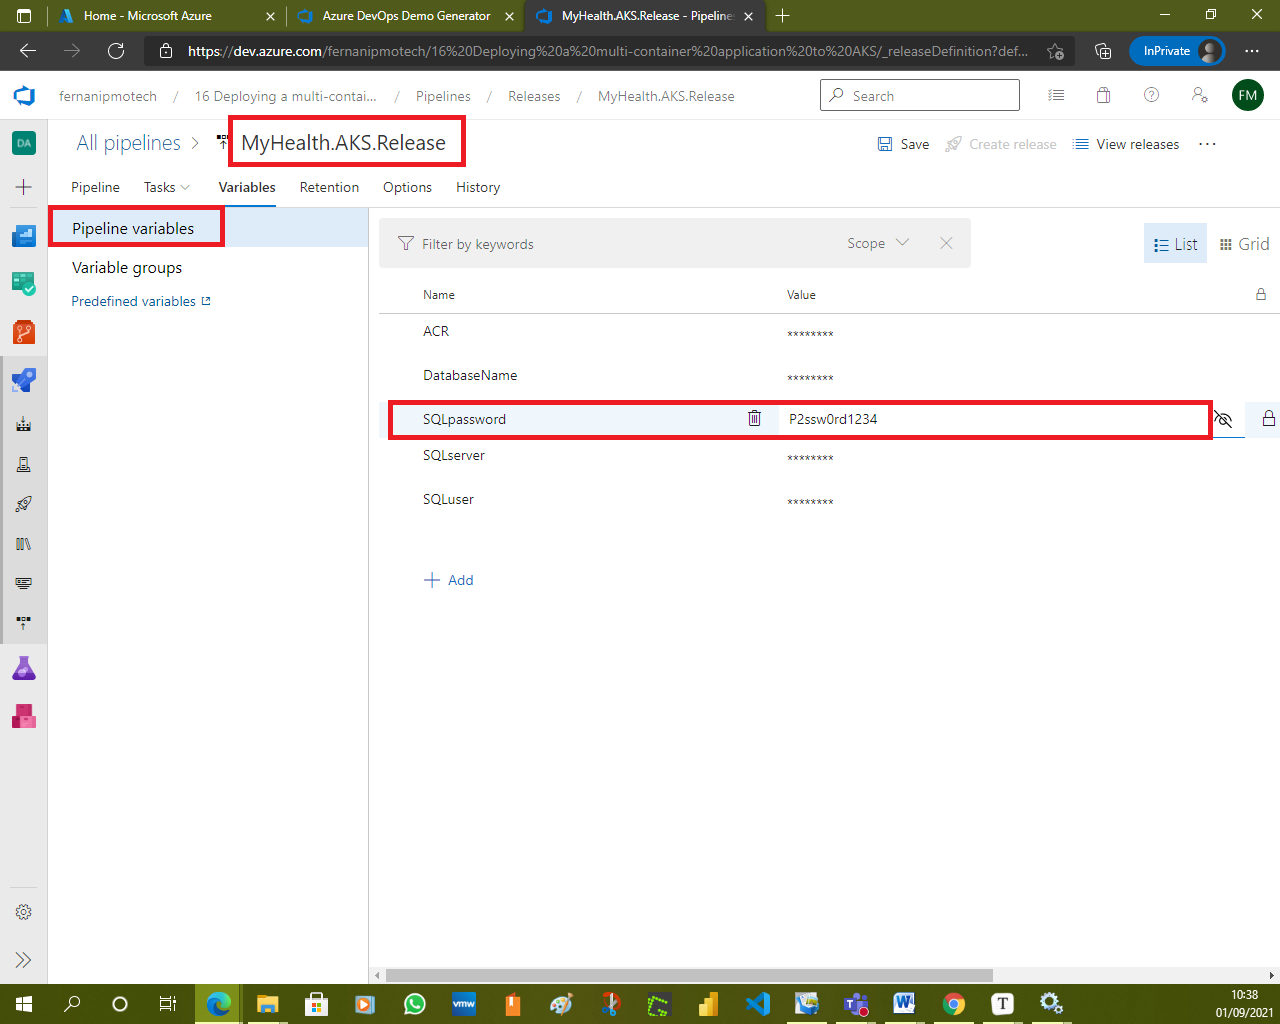 Home - Microsoft Azure
Azure DevOps Demo Generator
MyHealth.AKS.Release - Pipelines
https://dev.azure.com/fernanipmotech/16%20Deploying%20a%20multi-container%20application%20to%20AKS/_releaseDefinition?def...
InPrivate
fernanipmotech / 16 Deploying a multi-contai... / Pipelines / Releases / MyHealth.AKS.Release
Search
FM
DA
All pipelines > MyHealth.AKS.Release
Save
Create release
View releases
Pipeline Tasks Variables Retention Options History
Pipeline variables
Variable groups
Predefined variables
Filter by keywords
Scope
List
Grid
Name Value
ACR ********
DatabaseName ********
SQLpassword P2ssw0rd1234
SQLserver ********
SQLuser ********
+ Add
vmw
T
10:38
01/09/2021